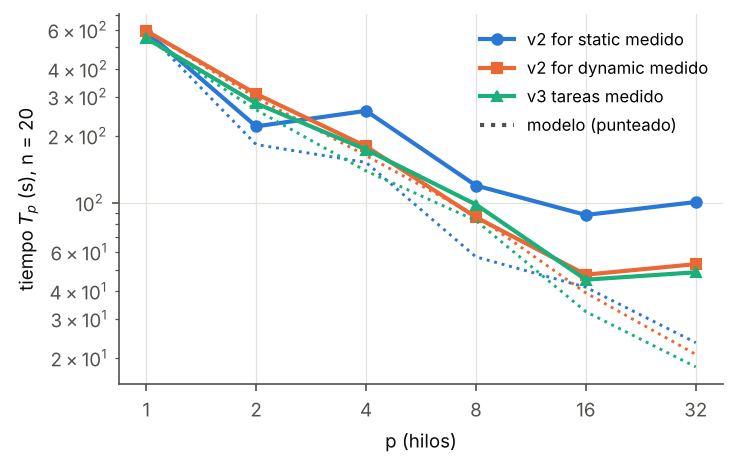 6 × 10²
4 × 10²
3 × 10²
2 × 10²
10²
6 × 10¹
4 × 10¹
3 × 10¹
2 × 10¹
tiempo Tₚ (s), n = 20
v2 for static medido
v2 for dynamic medido
v3 tareas medido
modelo (punteado)
1 2 4 8 16 32
p (hilos)